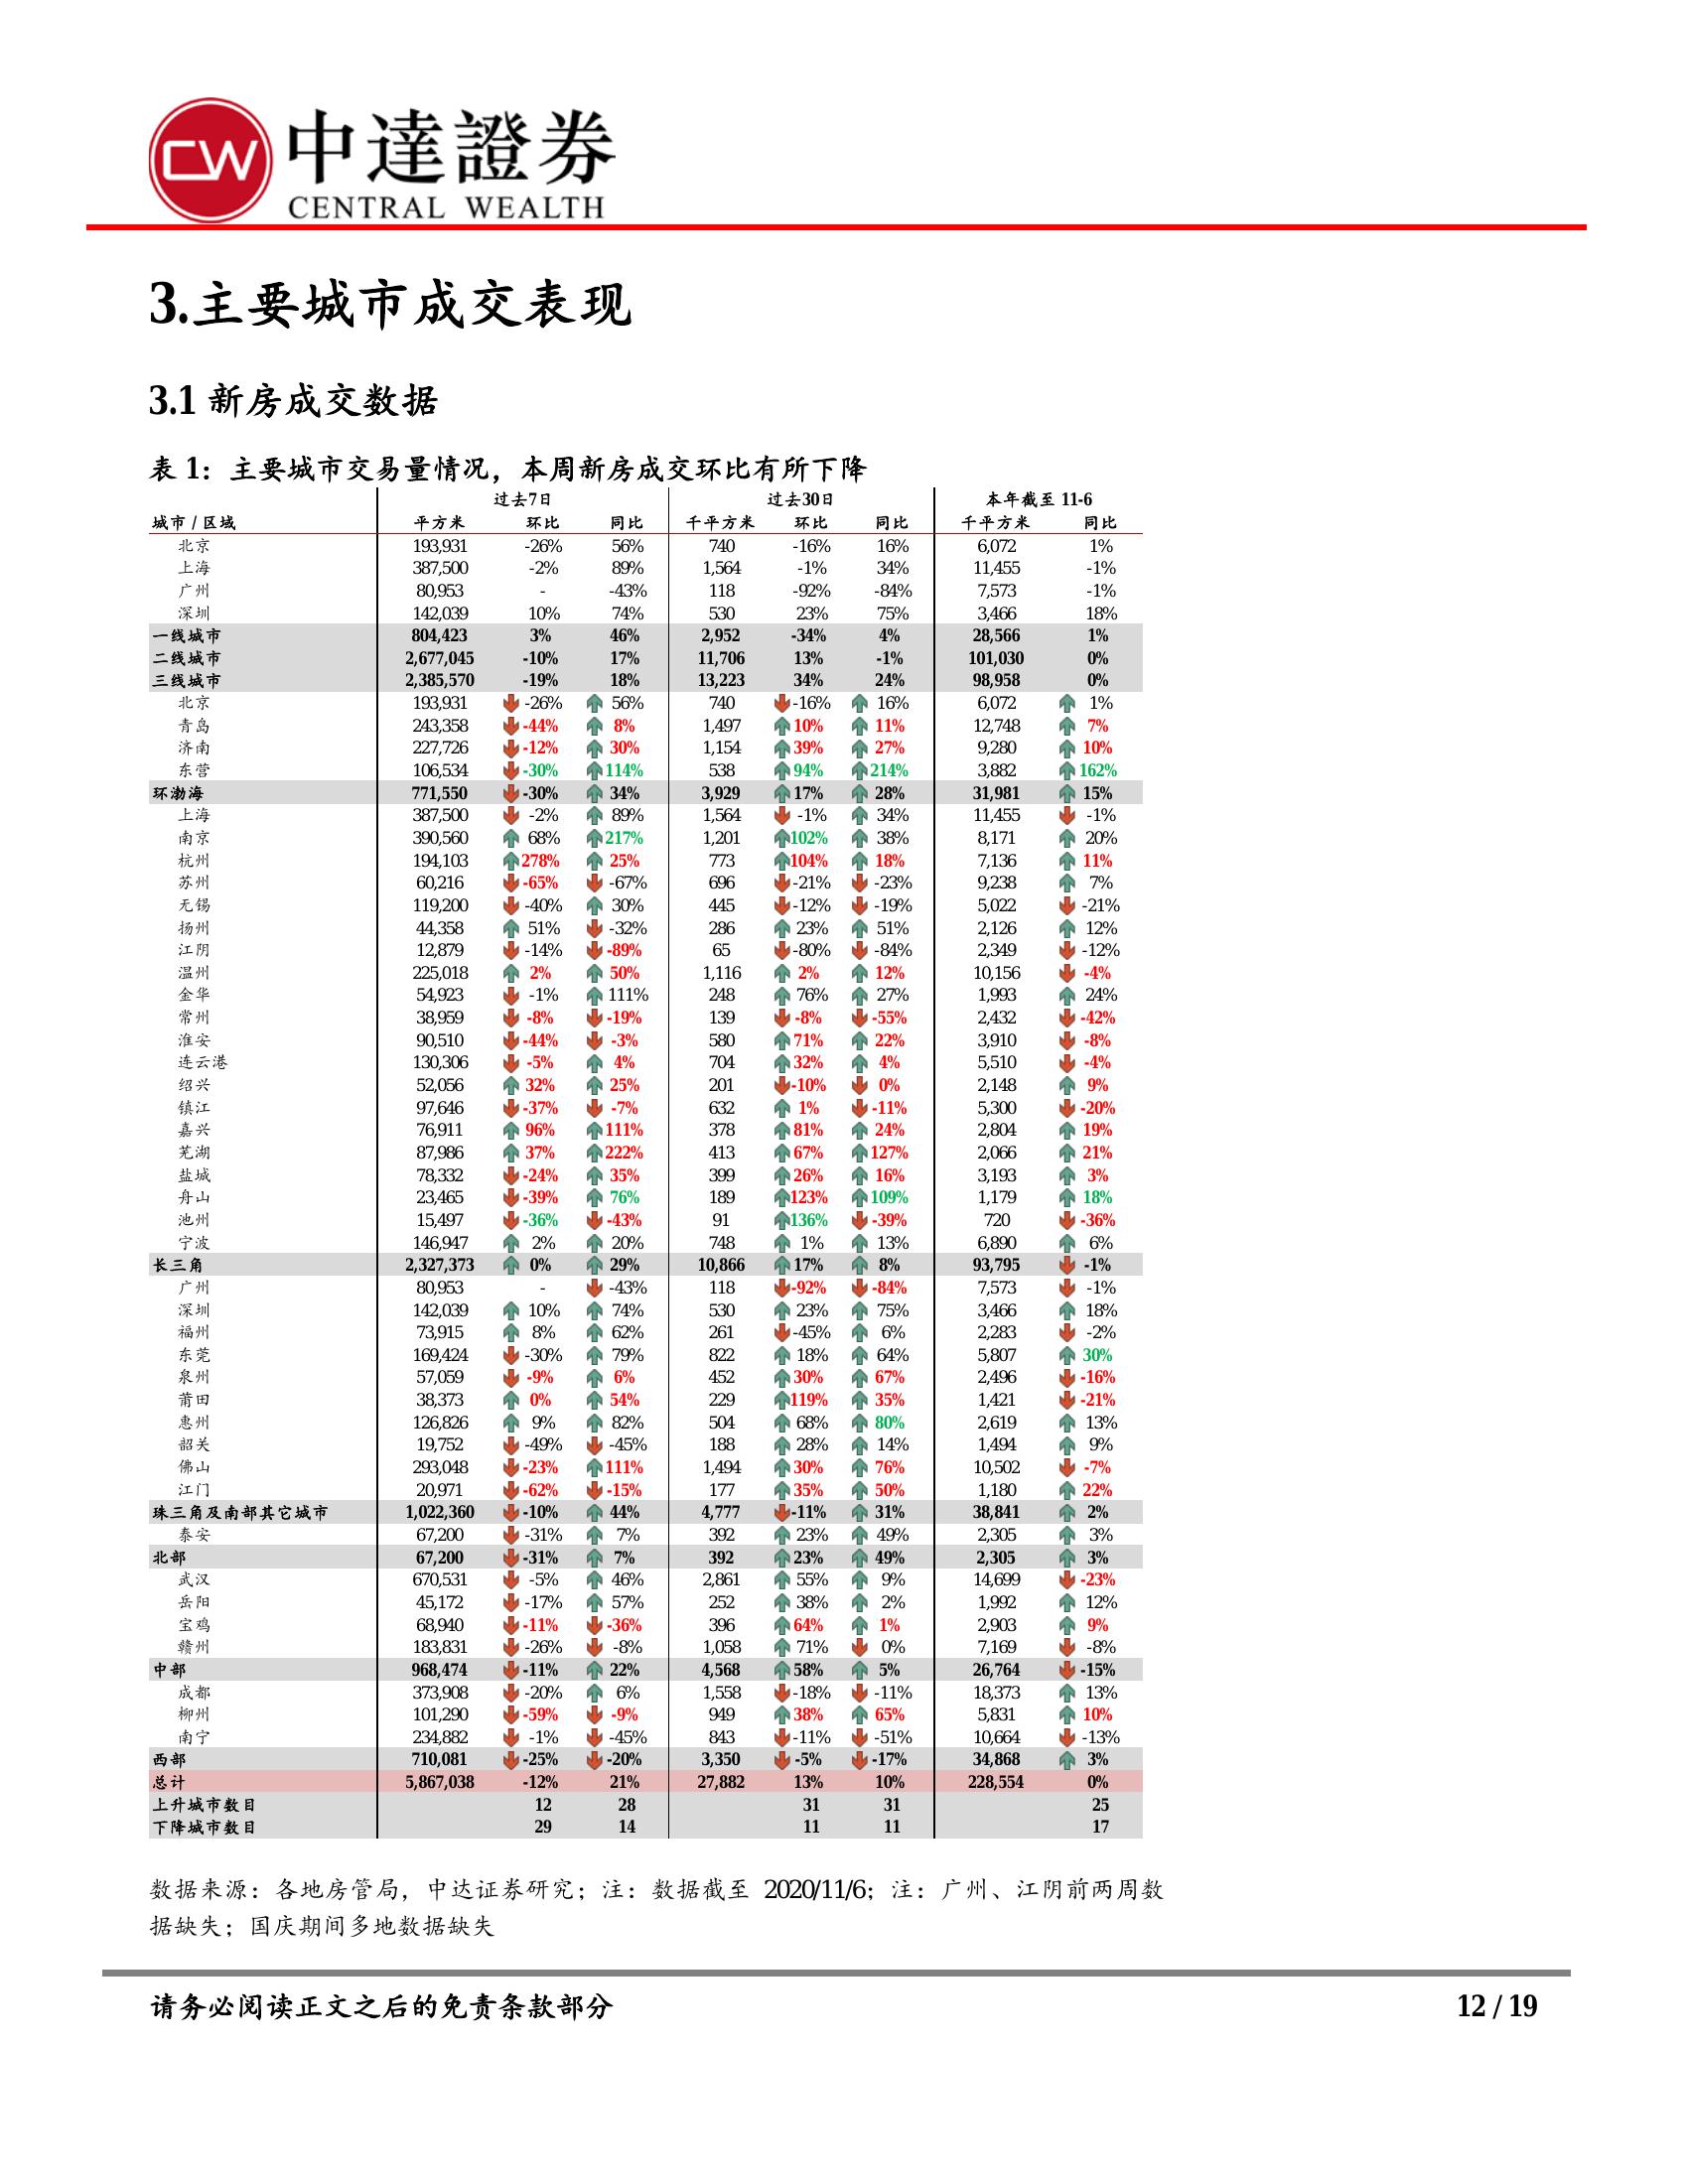 CW 中達證券
CENTRAL WEALTH
3.主要城市成交表现
3.1 新房成交数据
表 1：主要城市交易量情况，本周新房成交环比有所下降
过去7日 过去30日 本年截至 11-6
城市 / 区域 平方米 环比 同比 千平方米 环比 同比 千平方米 同比
北京 193,931 -26% 56% 740 -16% 16% 6,072 1%
上海 387,500 -2% 89% 1,564 -1% 34% 11,455 -1%
广州 80,953 - -43% 118 -92% -84% 7,573 -1%
深圳 142,039 10% 74% 530 23% 75% 3,466 18%
一线城市 804,423 3% 46% 2,952 -34% 4% 28,566 1%
二线城市 2,677,045 -10% 17% 11,706 13% -1% 101,030 0%
三线城市 2,385,570 -19% 18% 13,223 34% 24% 98,958 0%
北京 193,931 -26% 56% 740 -16% 16% 6,072 1%
青岛 243,358 -44% 8% 1,497 10% 11% 12,748 7%
济南 227,726 -12% 30% 1,154 39% 27% 9,280 10%
东营 106,534 -30% 114% 538 94% 214% 3,882 162%
环渤海 771,550 -30% 34% 3,929 17% 28% 31,981 15%
上海 387,500 -2% 89% 1,564 -1% 34% 11,455 -1%
南京 390,560 68% 217% 1,201 102% 38% 8,171 20%
杭州 194,103 278% 25% 773 104% 18% 7,136 11%
苏州 60,216 -65% -67% 696 -21% -23% 9,238 7%
无锡 119,200 -40% 30% 445 -12% -19% 5,022 -21%
扬州 44,358 51% -32% 286 23% 51% 2,126 12%
江阴 12,879 -14% -89% 65 -80% -84% 2,349 -12%
温州 225,018 2% 50% 1,116 2% 12% 10,156 -4%
金华 54,923 -1% 111% 248 76% 27% 1,993 24%
常州 38,959 -8% -19% 139 -8% -55% 2,432 -42%
淮安 90,510 -44% -3% 580 71% 22% 3,910 -8%
连云港 130,306 -5% 4% 704 32% 4% 5,510 -4%
绍兴 52,056 32% 25% 201 -10% 0% 2,148 9%
镇江 97,646 -37% -7% 632 1% -11% 5,300 -20%
嘉兴 76,911 96% 111% 378 81% 24% 2,804 19%
芜湖 87,986 37% 222% 413 67% 127% 2,066 21%
盐城 78,332 -24% 35% 399 26% 16% 3,193 3%
舟山 23,465 -39% 76% 189 123% 109% 1,179 18%
池州 15,497 -36% -43% 91 136% -39% 720 -36%
宁波 146,947 2% 20% 748 1% 13% 6,890 6%
长三角 2,327,373 0% 29% 10,866 17% 8% 93,795 -1%
广州 80,953 - -43% 118 -92% -84% 7,573 -1%
深圳 142,039 10% 74% 530 23% 75% 3,466 18%
福州 73,915 8% 62% 261 -45% 6% 2,283 -2%
东莞 169,424 -30% 79% 822 18% 64% 5,807 30%
泉州 57,059 -9% 6% 452 30% 67% 2,496 -16%
莆田 38,373 0% 54% 229 119% 35% 1,421 -21%
惠州 126,826 9% 82% 504 68% 80% 2,619 13%
韶关 19,752 -49% -45% 188 28% 14% 1,494 9%
佛山 293,048 -23% 111% 1,494 30% 76% 10,502 -7%
江门 20,971 -62% -15% 177 35% 50% 1,180 22%
珠三角及南部其它城市 1,022,360 -10% 44% 4,777 -11% 31% 38,841 2%
泰安 67,200 -31% 7% 392 23% 49% 2,305 3%
北部 67,200 -31% 7% 392 23% 49% 2,305 3%
武汉 670,531 -5% 46% 2,861 55% 9% 14,699 -23%
岳阳 45,172 -17% 57% 252 38% 2% 1,992 12%
宝鸡 68,940 -11% -36% 396 64% 1% 2,903 9%
赣州 183,831 -26% -8% 1,058 71% 0% 7,169 -8%
中部 968,474 -11% 22% 4,568 58% 5% 26,764 -15%
成都 373,908 -20% 6% 1,558 -18% -11% 18,373 13%
柳州 101,290 -59% -9% 949 38% 65% 5,831 10%
南宁 234,882 -1% -45% 843 -11% -51% 10,664 -13%
西部 710,081 -25% -20% 3,350 -5% -17% 34,868 3%
总计 5,867,038 -12% 21% 27,882 13% 10% 228,554 0%
上升城市数目 12 28 31 31 25
下降城市数目 29 14 11 11 17
数据来源：各地房管局，中达证券研究；注：数据截至 2020/11/6；注：广州、江阴前两周数
据缺失；国庆期间多地数据缺失
请务必阅读正文之后的免责条款部分 12 / 19